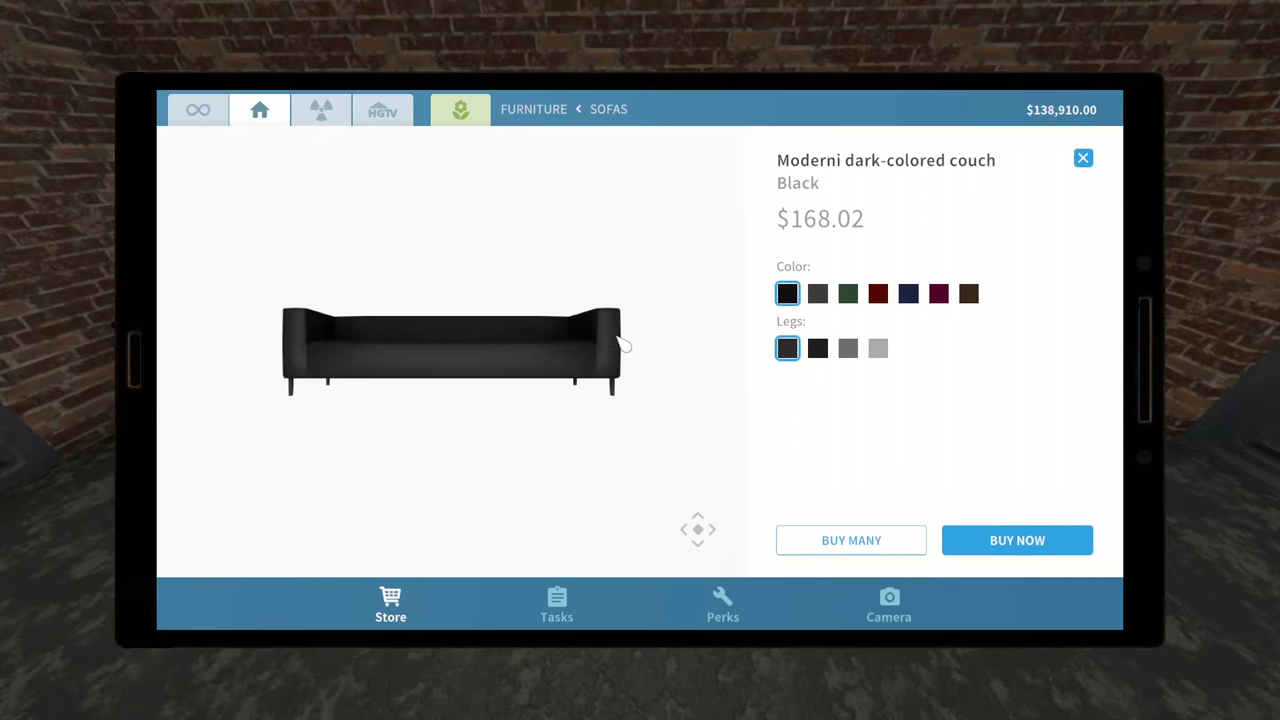 HGTV
FURNITURE < SOFAS
$138,910.00
Moderni dark-colored couch
Black
$168.02
Color:
Legs:
BUY MANY
BUY NOW
Store
Tasks
Perks
Camera